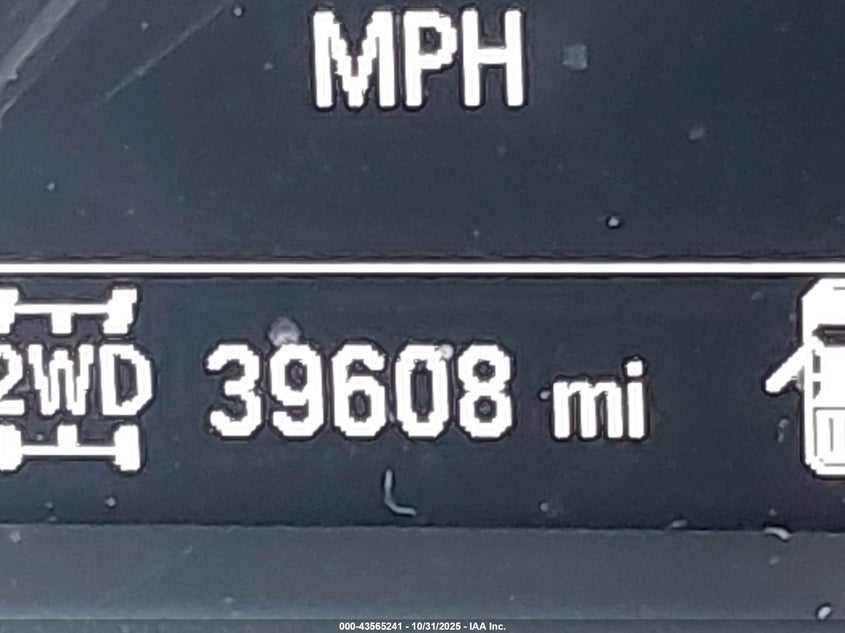 MPH
2WD 39608 mi
000-43565241 - 10/31/2025 - IAA Inc.